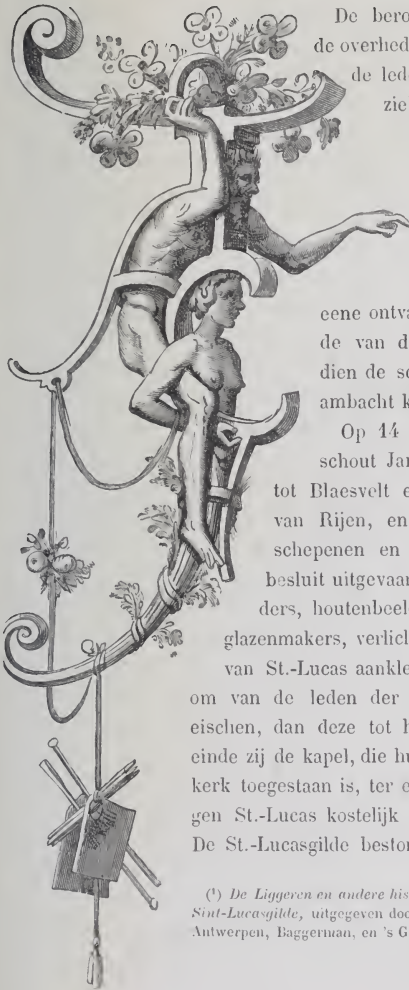 De bero
de overhed
de led
zie
eene ontva
de van d
dien de sc
ambacht k
Op 14
schout Jan
tot Blaesvelt e
van Rijen, en
schepenen en
besluit uitgevaar
ders, houtenbeel
glazenmakers, verlich
van St.-Lucas aankle
om van de leden der
eischen, dan deze tot h
einde zij de kapel, die hu
kerk toegestaan is, ter e
gen St.-Lucas kostelijk
De St.-Lucasgilde bestor
(¹) De Liggeren en andere his
Sint-Lucasgilde, uitgegeven doo
Antwerpen, Baggerman, en 's G